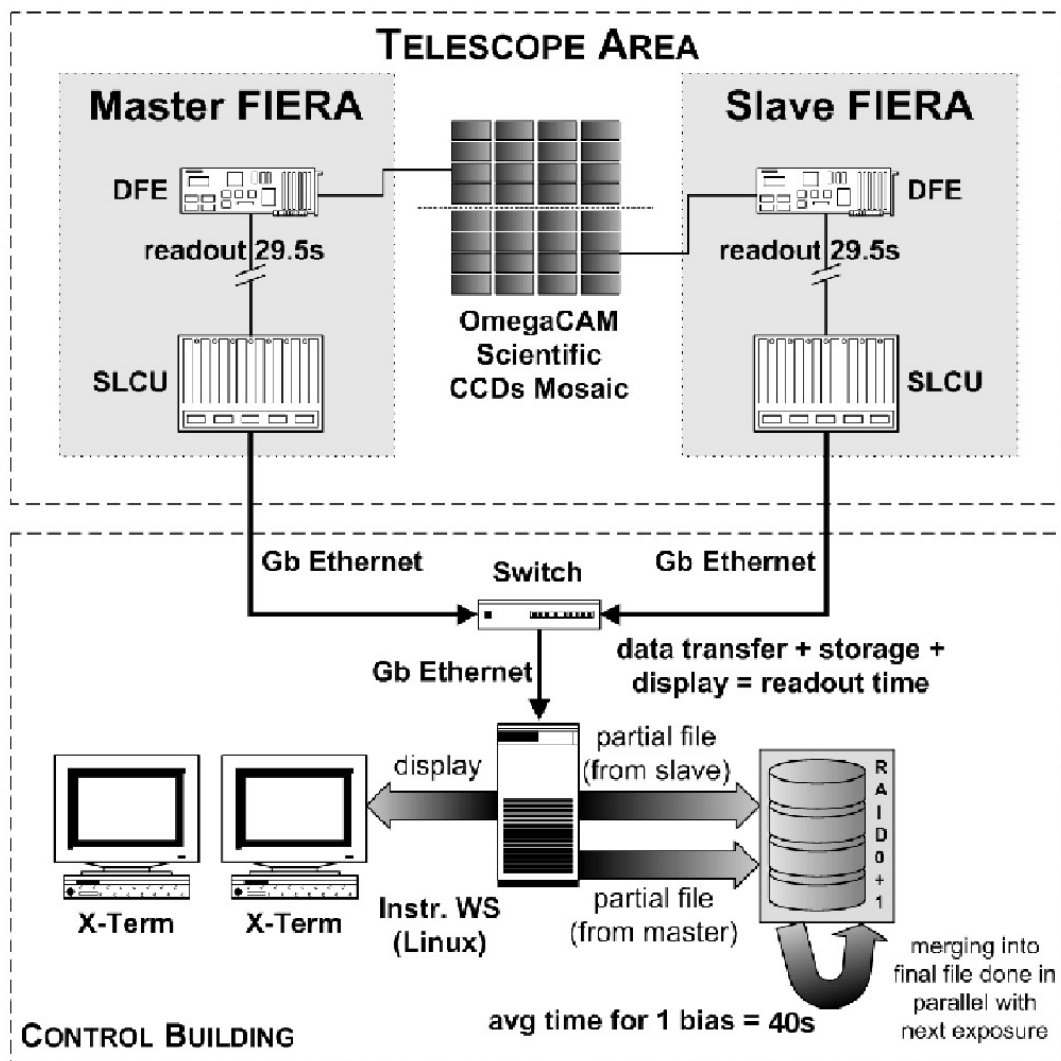 TELESCOPE AREA
Master FIERA
Slave FIERA
DFE
DFE
readout 29.5s
readout 29.5s
OmegaCAM
Scientific
CCDs Mosaic
SLCU
SLCU
Gb Ethernet
Switch
Gb Ethernet
Gb Ethernet
data transfer + storage +
display = readout time
display
partial file
(from slave)
RAID0+1
X-Term
X-Term
Instr. WS
(Linux)
partial file
(from master)
merging into
final file done in
parallel with
next exposure
avg time for 1 bias = 40s
CONTROL BUILDING